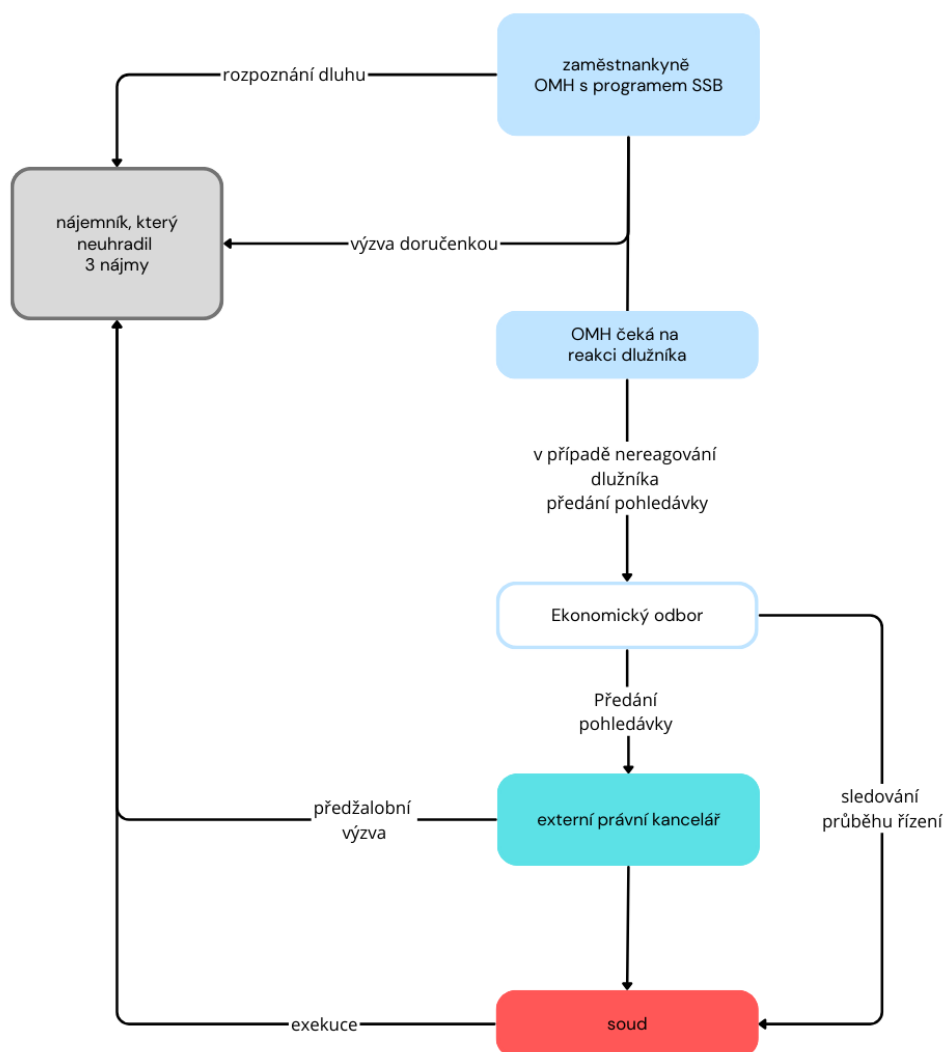 zaměstnankyně
OMH s programem SSB
rozpoznání dluhu
nájemník, který
neuhradil
3 nájmy
výzva doručenkou
OMH čeká na
reakci dlužníka
v případě nereagování
dlužníka
předání pohledávky
Ekonomický odbor
Předání
pohledávky
sledování
průběhu řízení
předžalobní
výzva
externí právní kancelář
exekuce
soud